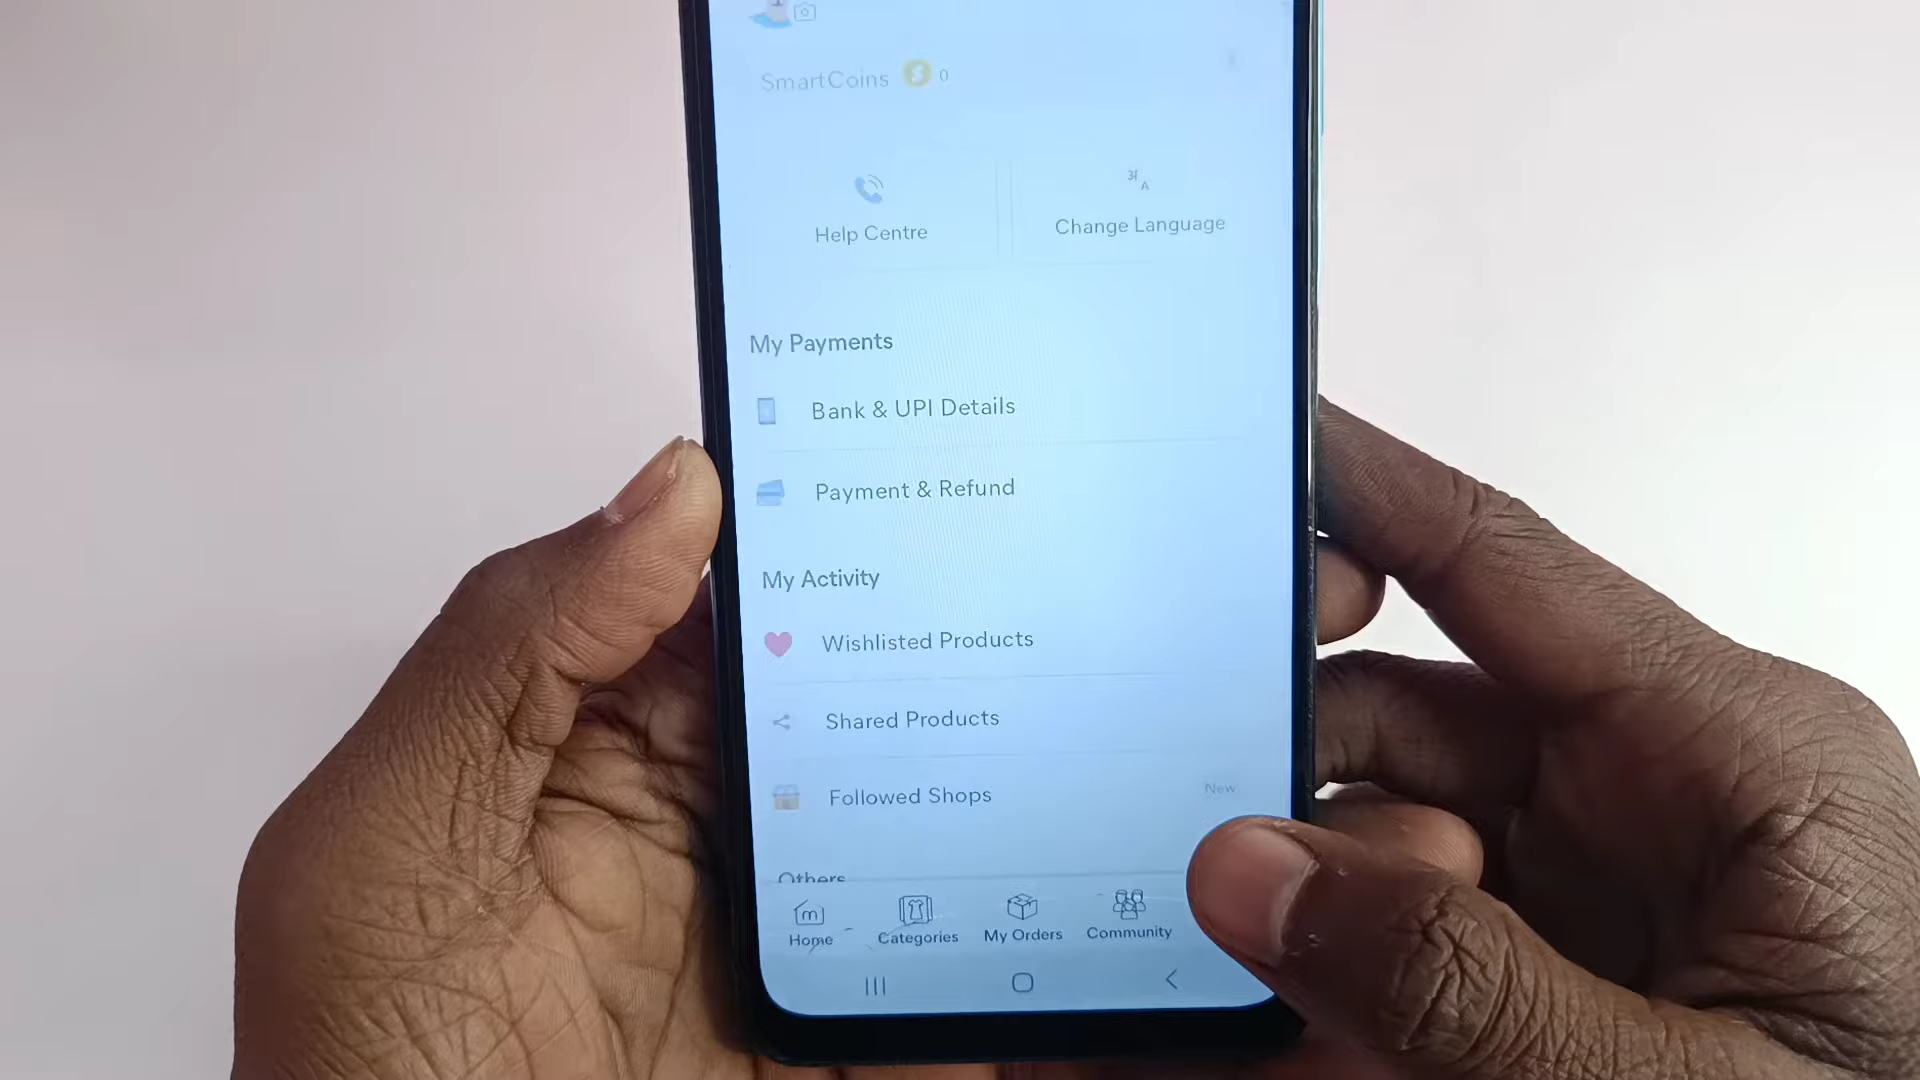 SmartCoins 0
Help Centre
Change Language
My Payments
Bank & UPI Details
Payment & Refund
My Activity
Wishlisted Products
Shared Products
Followed Shops New
Others
Home Categories My Orders Community